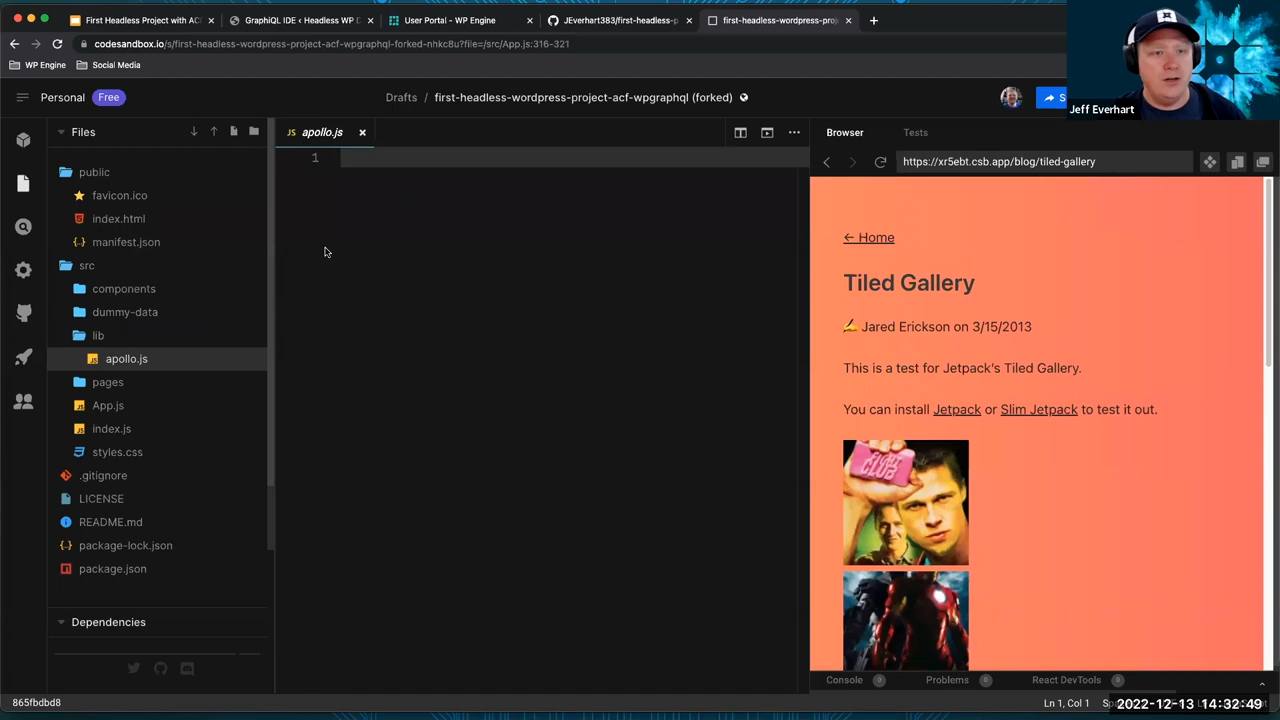 First Headless Project with ACF
GraphiQL IDE ‹ Headless WP D
User Portal - WP Engine
JEverhart383/first-headless-p
first-headless-wordpress-proj
codesandbox.io/s/first-headless-wordpress-project-acf-wpgraphql-forked-nhkc8u?file=/src/App.js:316-321
WP Engine
Social Media
Jeff Everhart
Personal
Free
Drafts / first-headless-wordpress-project-acf-wpgraphql (forked)
Files
JS apollo.js
Browser
Tests
1
https://xr5ebt.csb.app/blog/tiled-gallery
public
favicon.ico
index.html
manifest.json
src
components
dummy-data
lib
apollo.js
pages
App.js
index.js
styles.css
.gitignore
LICENSE
README.md
package-lock.json
package.json
Dependencies
← Home
Tiled Gallery
✍️ Jared Erickson on 3/15/2013
This is a test for Jetpack's Tiled Gallery.
You can install Jetpack or Slim Jetpack to test it out.
FIGHT
CLUB
Console 0
Problems 0
React DevTools 0
865fbdbd8
Ln 1, Col 1
2022-12-13 14:32:49